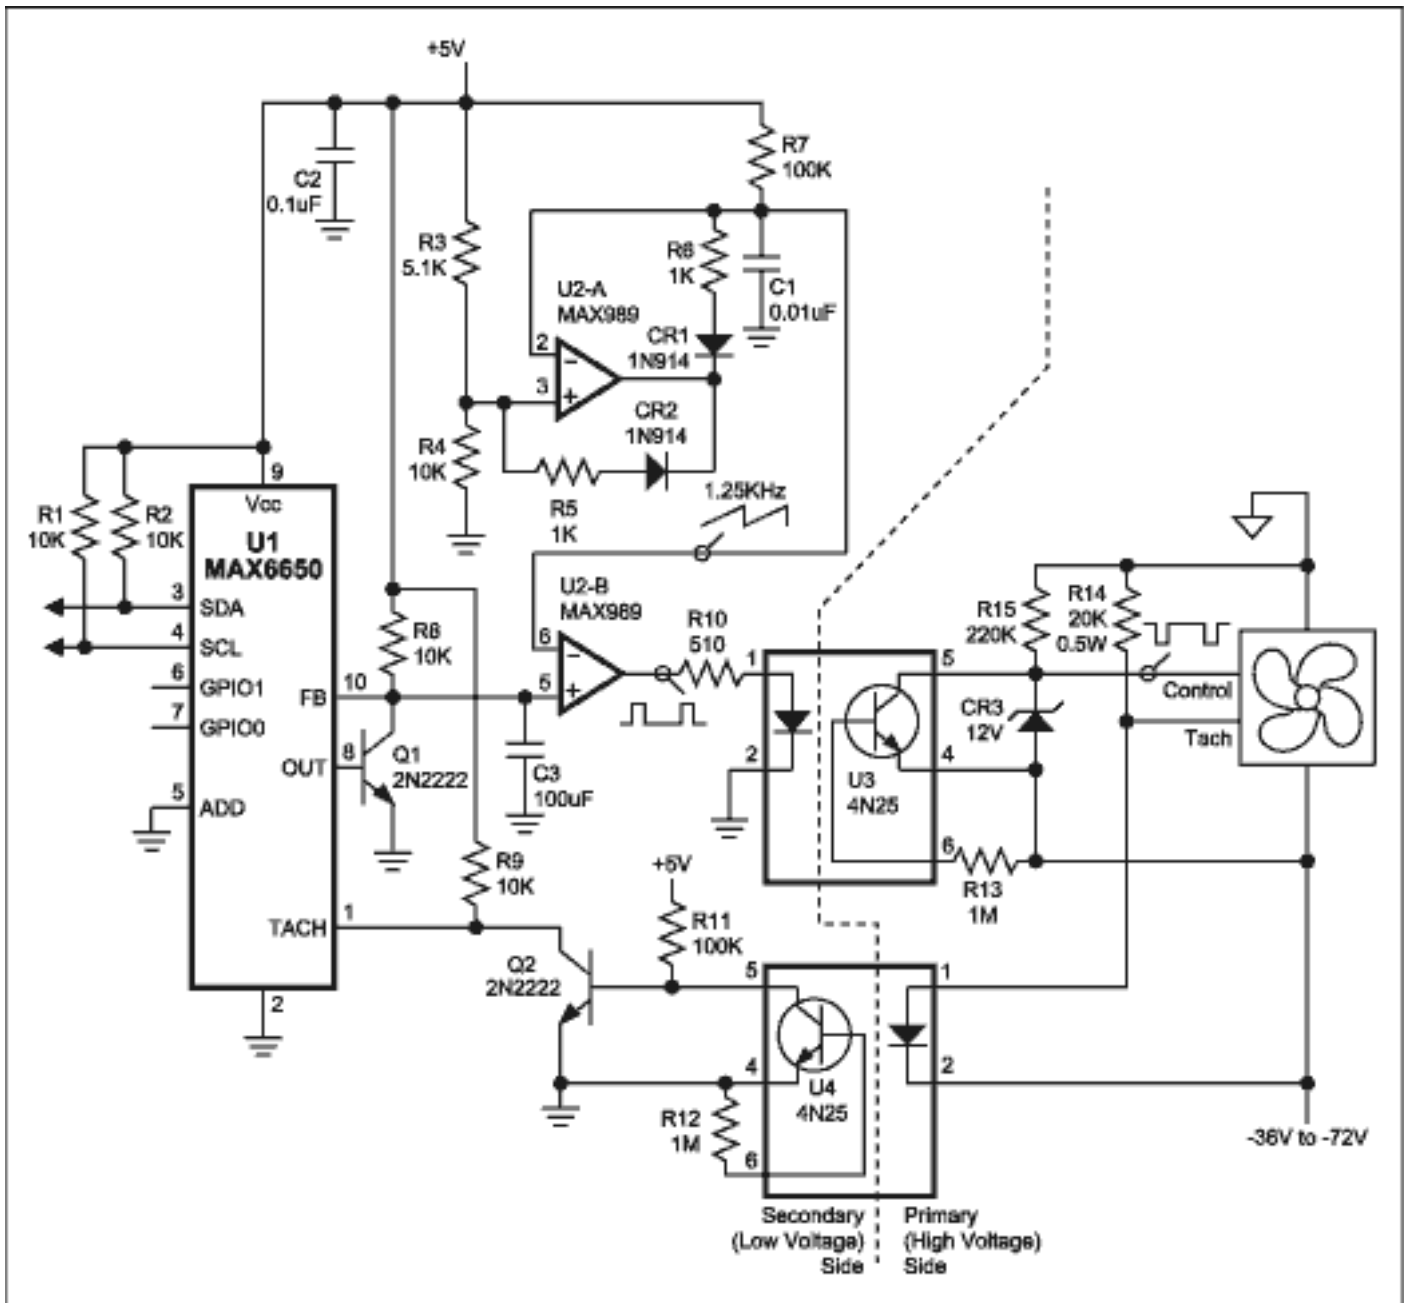 +5V
R7
100K
C2
0.1uF
R3
5.1K
R6
1K
C1
0.01uF
U2-A
MAX989
CR1
1N914
2
3
CR2
1N914
R4
10K
R5
1K
1.25KHz
9
Vcc
U1
MAX6650
R1
10K
R2
10K
3
SDA
4
SCL
6
GPIO1
7
GPIO0
5
ADD
FB
10
OUT
8
TACH
1
2
R8
10K
Q1
2N2222
C3
100uF
R9
10K
U2-B
MAX989
6
5
R10
510
1
2
5
4
6
U3
4N25
R15
220K
R14
20K
0.5W
CR3
12V
Control
Tach
R13
1M
+5V
R11
100K
Q2
2N2222
5
4
6
R12
1M
U4
4N25
1
2
-36V to -72V
Secondary
(Low Voltage)
Side
Primary
(High Voltage)
Side